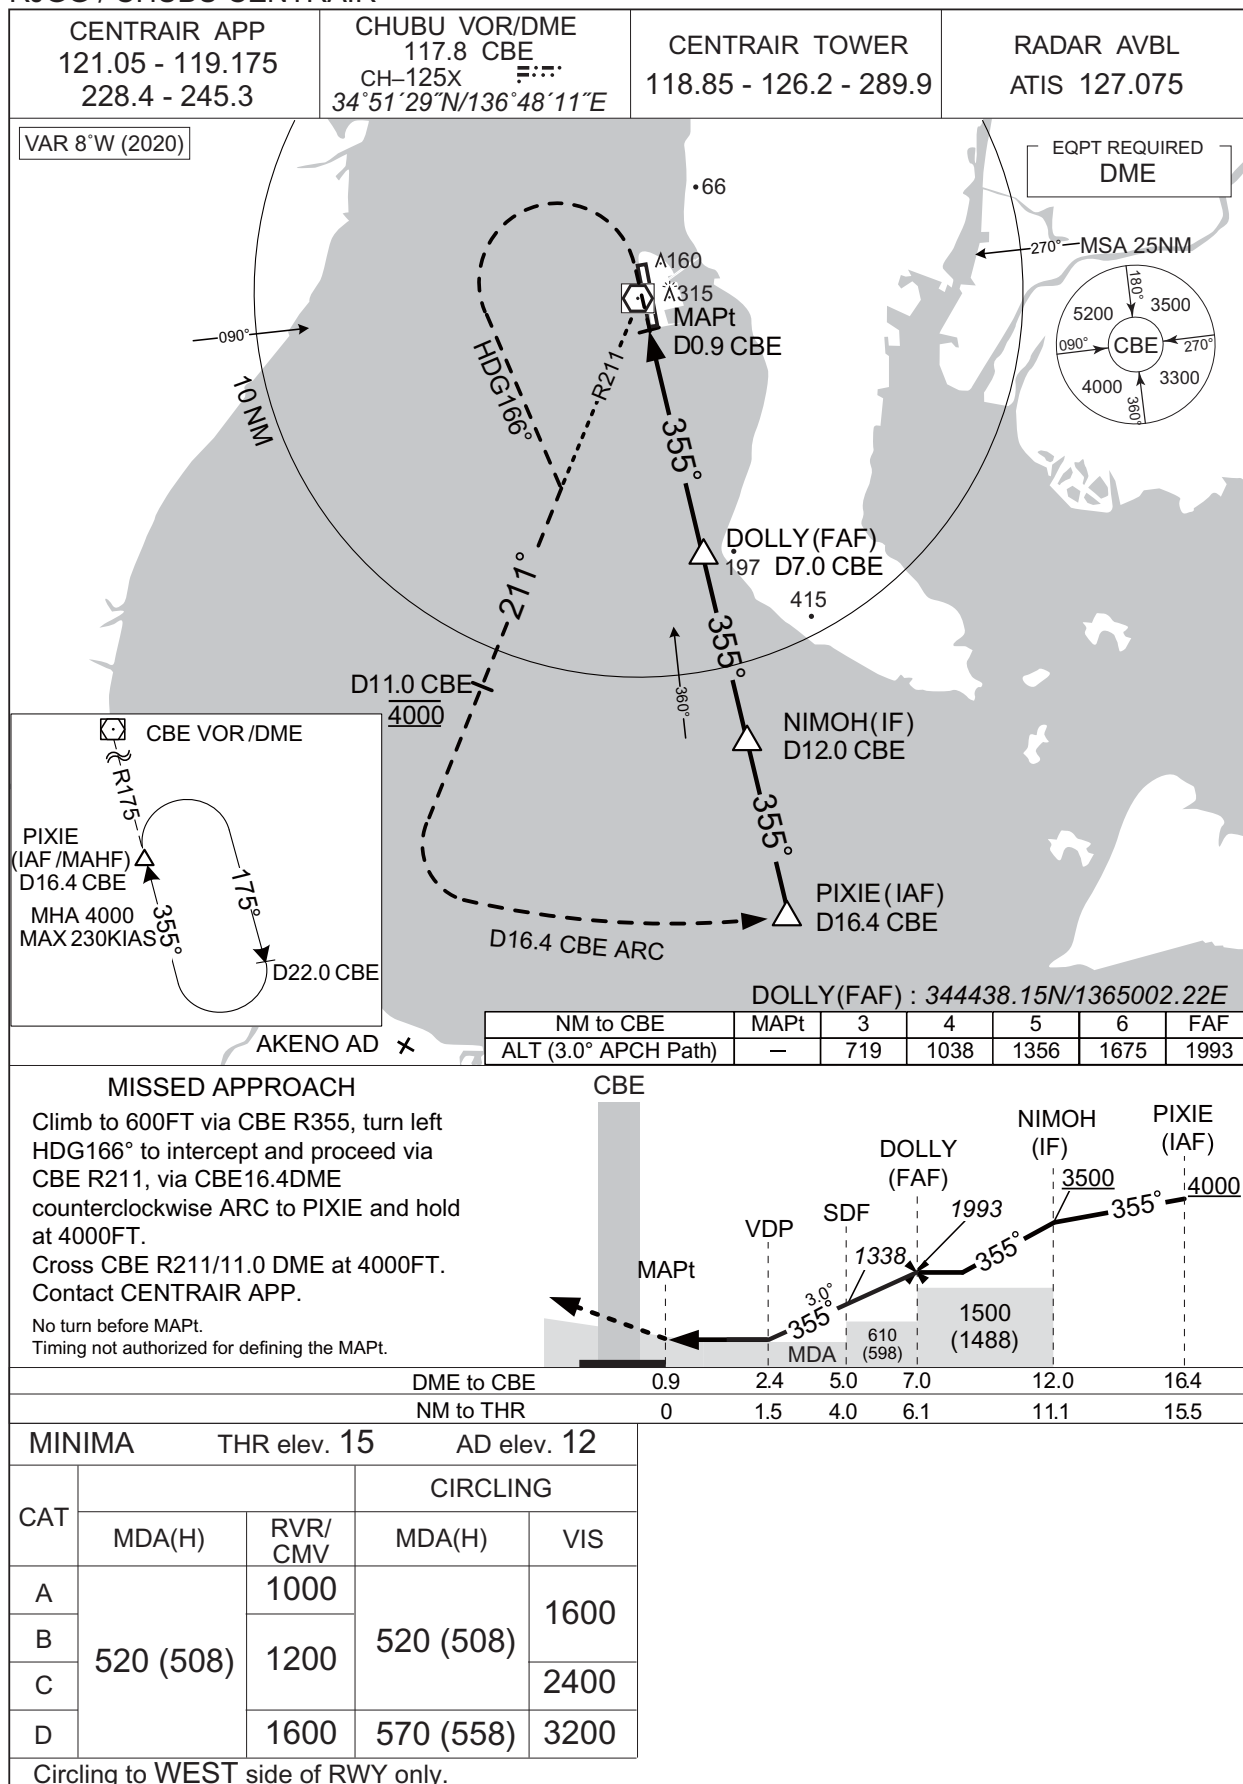 CENTRAIR APP
121.05 - 119.175
228.4 - 245.3
CHUBU VOR/DME
117.8 CBE
CH–125X
34°51´29˝N/136°48´11˝E
CENTRAIR TOWER
118.85 - 126.2 - 289.9
RADAR AVBL
ATIS 127.075
VAR 8°W (2020)
EQPT REQUIRED
DME
66
270°
MSA 25NM
180°
5200
3500
090°
CBE
270°
4000
3300
360°
160
315
MAPt
D0.9 CBE
090°
10 NM
HDG166°
R211
355°
DOLLY(FAF)
197 D7.0 CBE
415
211°
355°
360°
D11.0 CBE
4000
NIMOH(IF)
D12.0 CBE
355°
PIXIE(IAF)
D16.4 CBE
D16.4 CBE ARC
CBE VOR/DME
R175
PIXIE
(IAF/MAHF)
D16.4 CBE
MHA 4000
MAX 230KIAS
355°
175°
D22.0 CBE
AKENO AD
DOLLY(FAF) : 344438.15N/1365002.22E
NM to CBE MAPt 3 4 5 6 FAF
ALT (3.0° APCH Path) – 719 1038 1356 1675 1993
MISSED APPROACH
Climb to 600FT via CBE R355, turn left
HDG166° to intercept and proceed via
CBE R211, via CBE16.4DME
counterclockwise ARC to PIXIE and hold
at 4000FT.
Cross CBE R211/11.0 DME at 4000FT.
Contact CENTRAIR APP.
No turn before MAPt.
Timing not authorized for defining the MAPt.
CBE
MAPt
VDP
SDF
DOLLY
(FAF)
NIMOH
(IF)
PIXIE
(IAF)
1338
1993
3500
4000
3.0°
355°
355°
355°
MDA
610
(598)
1500
(1488)
DME to CBE 0.9 2.4 5.0 7.0 12.0 16.4
NM to THR 0 1.5 4.0 6.1 11.1 15.5
MINIMA THR elev. 15 AD elev. 12
CAT
CIRCLING
MDA(H)
RVR/
CMV
MDA(H)
VIS
A
B
C
D
520 (508)
1000
1200
1600
520 (508)
570 (558)
1600
2400
3200
Circling to WEST side of RWY only.